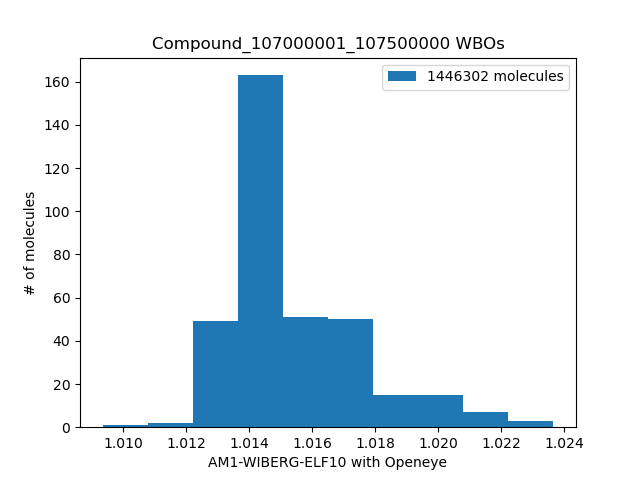 Compound_107000001_107500000 WBOs
1446302 molecules
# of molecules
160
140
120
100
80
60
40
20
0
1.010 1.012 1.014 1.016 1.018 1.020 1.022 1.024
AM1-WIBERG-ELF10 with Openeye